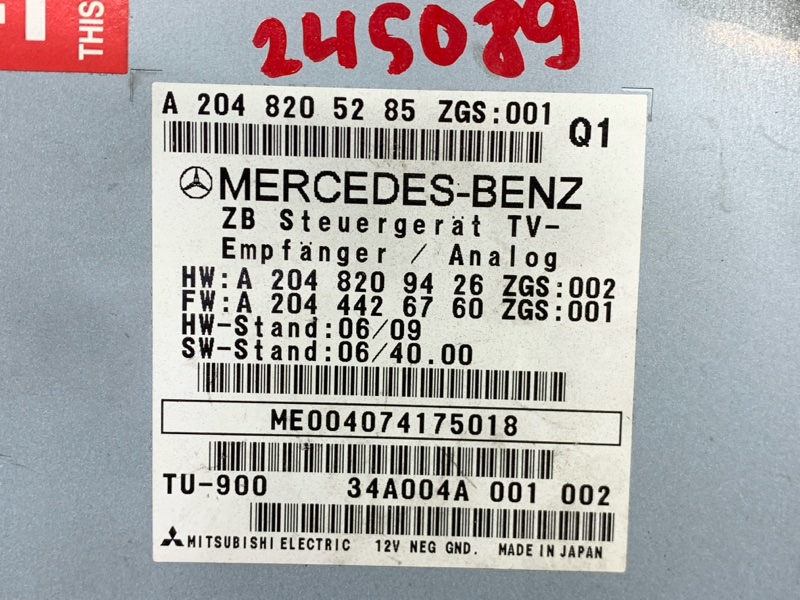 THIS
245089
A 204 820 52 85 ZGS:001
Q1
MERCEDES-BENZ
ZB Steuergerät TV-
Empfänger / Analog
HW:A 204 820 94 26 ZGS:002
FW:A 204 442 67 60 ZGS:001
HW-Stand:06/09
SW-Stand:06/40.00
ME004074175018
TU-900 34A004A 001 002
MITSUBISHI ELECTRIC 12V NEG GND. MADE IN JAPAN